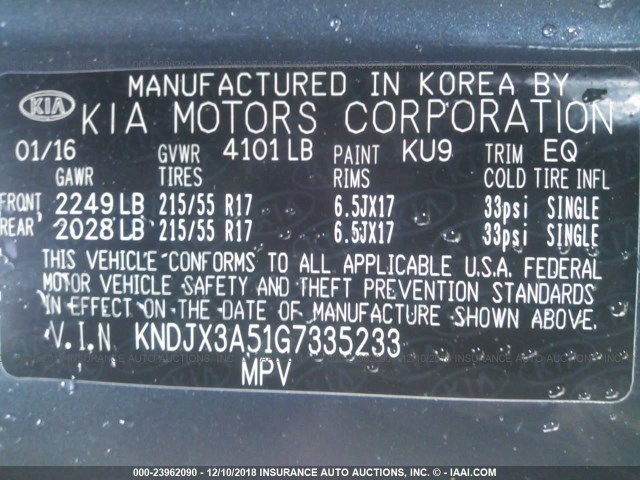 MANUFACTURED IN KOREA BY
KIA KIA MOTORS CORPORATION
01/16 GVWR 4101 LB PAINT KU9 TRIM EQ
GAWR TIRES RIMS COLD TIRE INFL
FRONT 2249 LB 215/55 R17 6.5JX17 33psi SINGLE
REAR 2028 LB 215/55 R17 6.5JX17 33psi SINGLE
THIS VEHICLE CONFORMS TO ALL APPLICABLE U.S.A. FEDERAL
MOTOR VEHICLE SAFETY AND THEFT PREVENTION STANDARDS
IN EFFECT ON THE DATE OF MANUFACTURE SHOWN ABOVE.
V.I.N. KNDJX3A51G7335233
MPV
000-23962090 - 12/10/2018 INSURANCE AUTO AUCTIONS, INC. - © - IAAI.COM